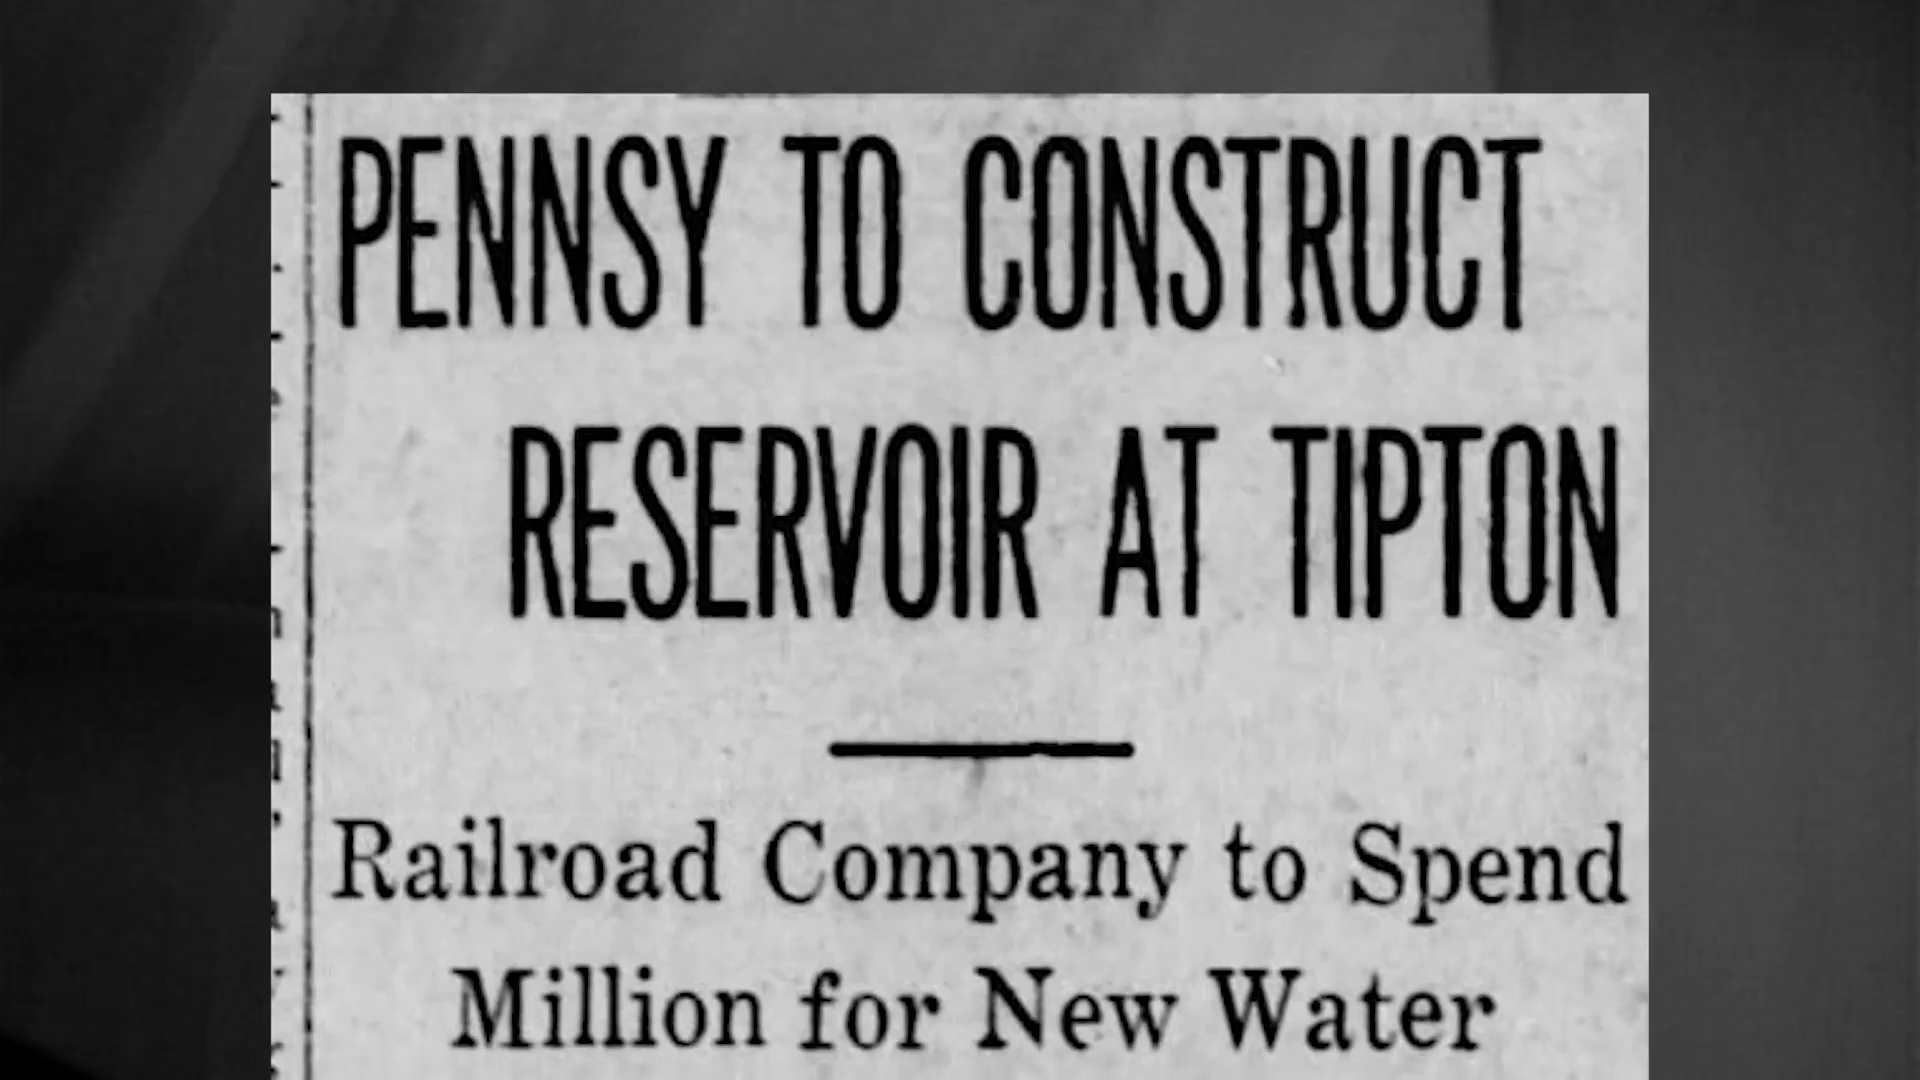 PENNSY TO CONSTRUCT
RESERVOIR AT TIPTON
Railroad Company to Spend
Million for New Water